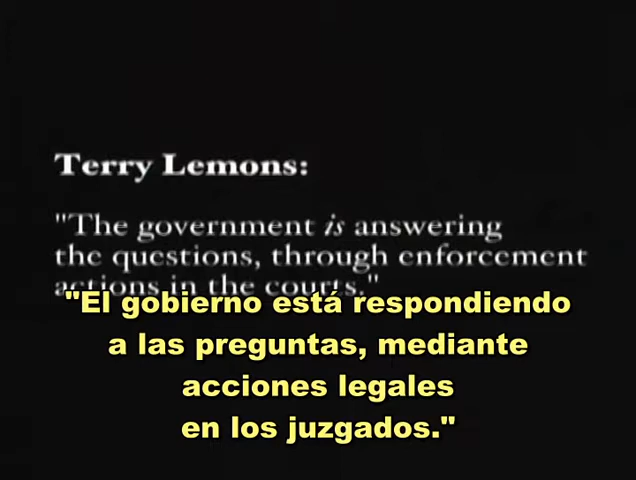 Terry Lemons:
"The government is answering
the questions, through enforcement
actions in the courts."
"El gobierno está respondiendo
a las preguntas, mediante
acciones legales
en los juzgados."